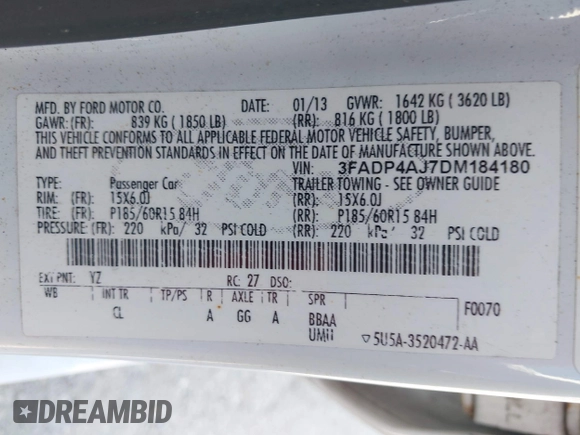 MFD. BY FORD MOTOR CO. DATE: 01/13 GVWR: 1642 KG ( 3620 LB)
GAWR: (FR): 839 KG ( 1850 LB) (RR): 816 KG ( 1800 LB)
THIS VEHICLE CONFORMS TO ALL APPLICABLE FEDERAL MOTOR VEHICLE SAFETY, BUMPER,
AND THEFT PREVENTION STANDARDS IN EFFECT ON THE DATE OF MANUFACTURE SHOWN ABOVE.
VIN: 3FADP4AJ7DM184180
TYPE: Passenger Car TRAILER TOWING - SEE OWNER GUIDE
RIM: (FR): 15X6.0J (RR): 15X6.0J
TIRE: (FR): P185/60R15 84H (RR): P185/60R15 84H
PRESSURE: (FR): 220 kPa/ 32 PSI COLD (RR): 220 kPa/ 32 PSI COLD
EXT PNT: YZ RC: 27 DSO:
WB INT TR TP/PS R AXLE TR SPR F0070
CL A GG A BBAA
UMII ▽5U5A-3520472-AA
DREAMBID